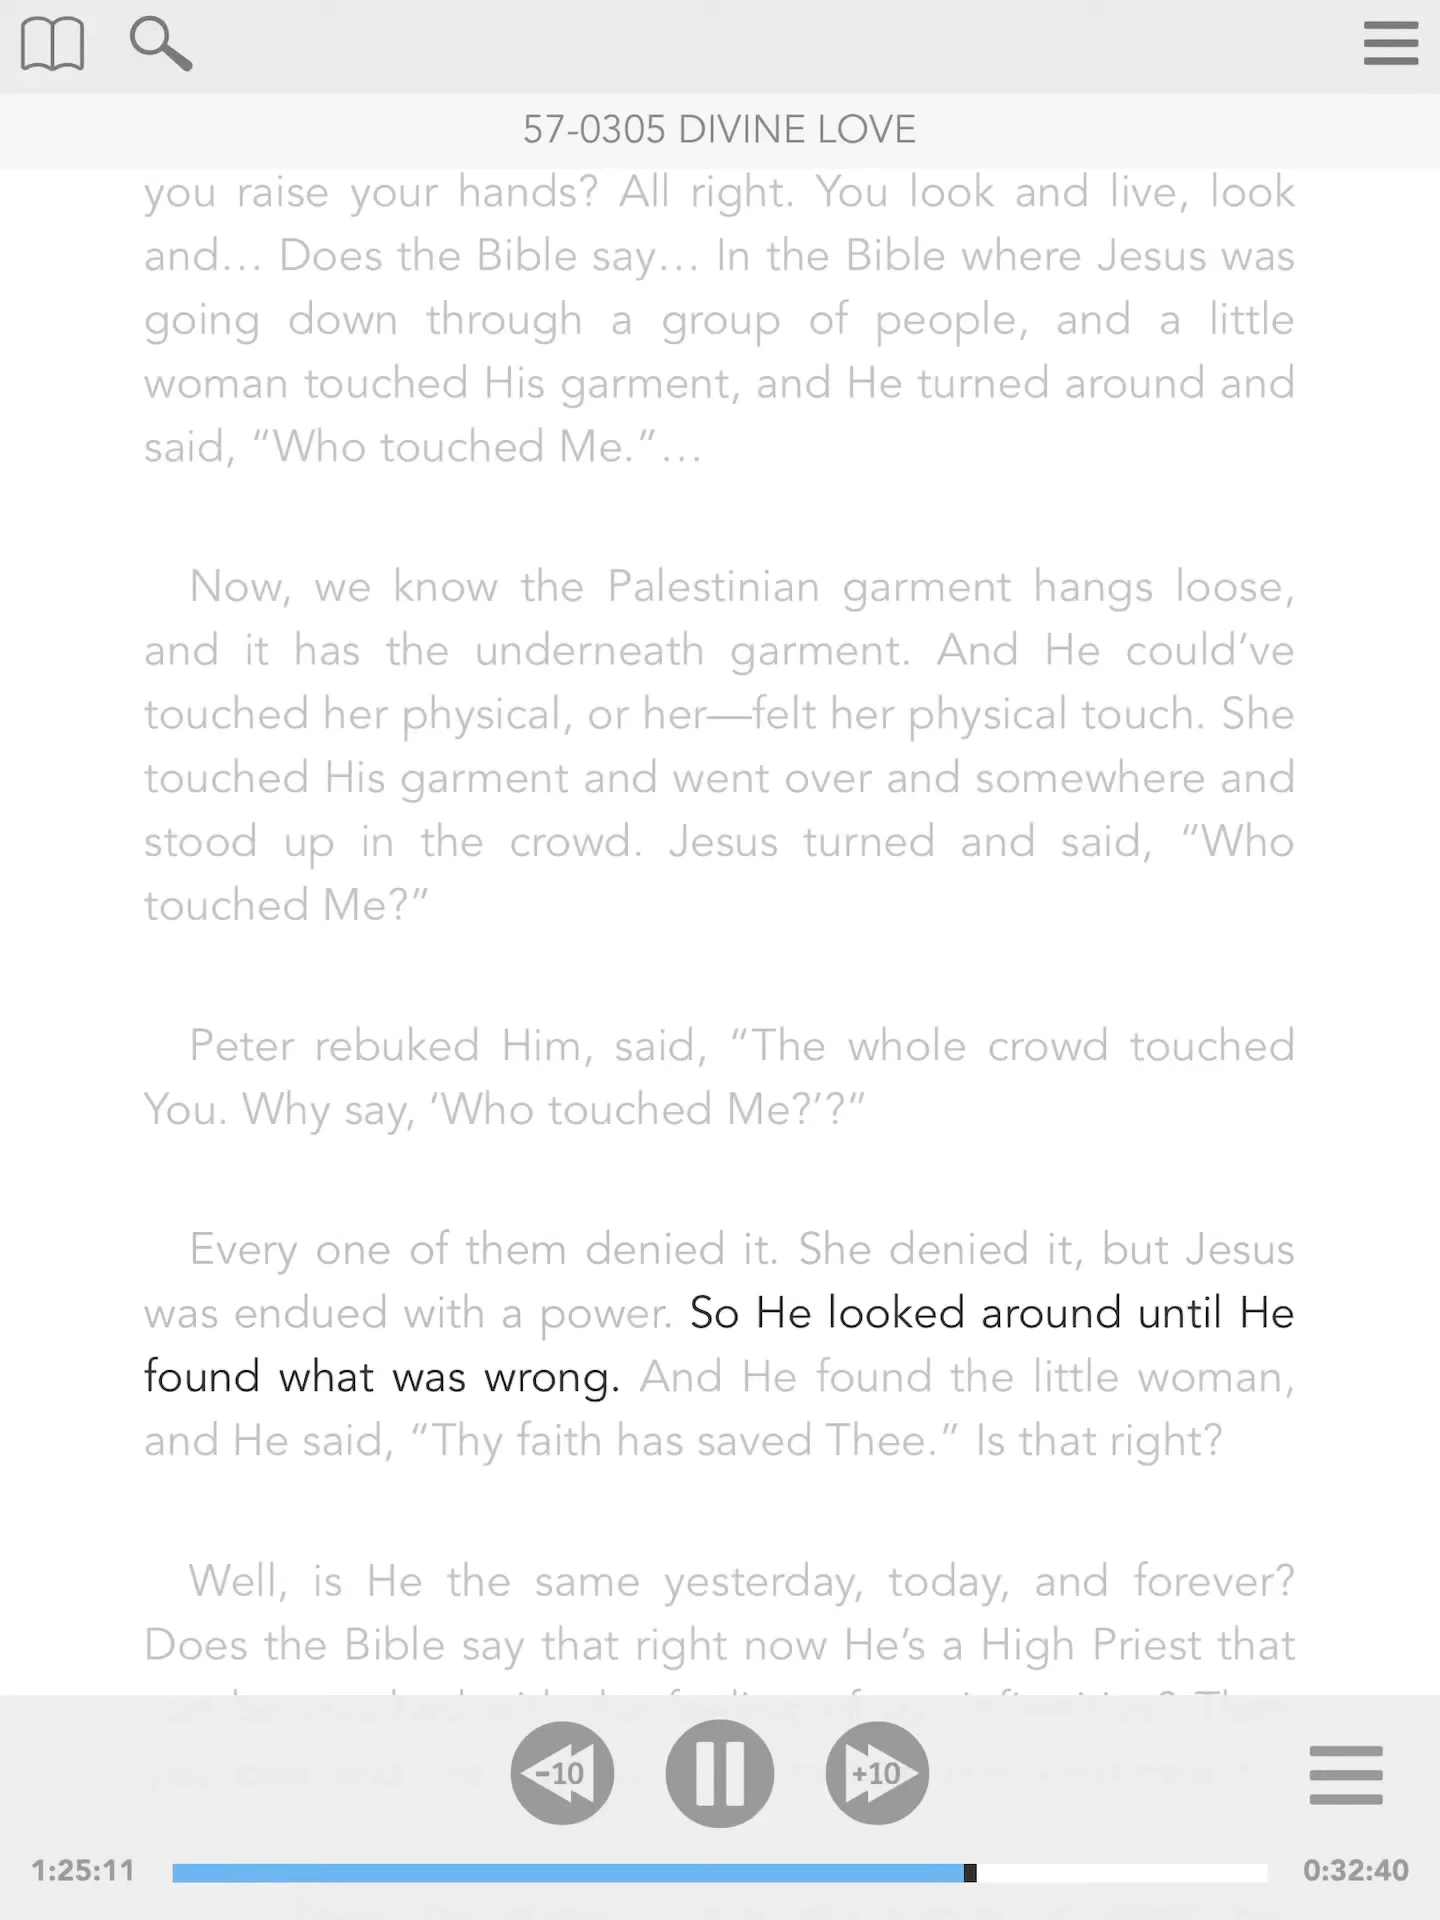 57-0305 DIVINE LOVE
you raise your hands? All right. You look and live, look
and… Does the Bible say… In the Bible where Jesus was
going down through a group of people, and a little
woman touched His garment, and He turned around and
said, “Who touched Me.”…
Now, we know the Palestinian garment hangs loose,
and it has the underneath garment. And He could’ve
touched her physical, or her—felt her physical touch. She
touched His garment and went over and somewhere and
stood up in the crowd. Jesus turned and said, “Who
touched Me?”
Peter rebuked Him, said, “The whole crowd touched
You. Why say, ‘Who touched Me?’?”
Every one of them denied it. She denied it, but Jesus
was endued with a power. So He looked around until He
found what was wrong. And He found the little woman,
and He said, “Thy faith has saved Thee.” Is that right?
Well, is He the same yesterday, today, and forever?
Does the Bible say that right now He’s a High Priest that
-10 +10
1:25:11 0:32:40